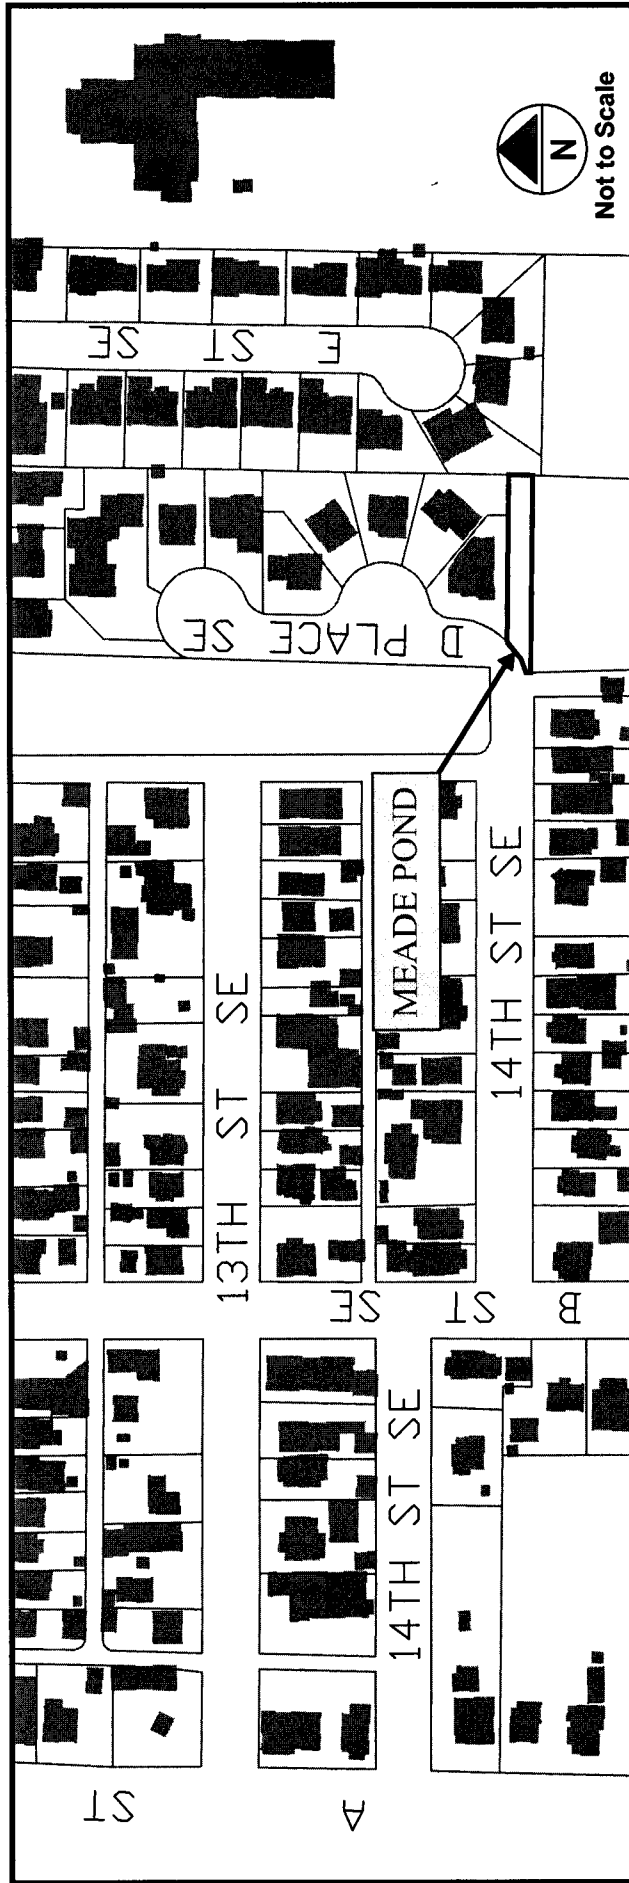 E ST SE
N
Not to Scale
D PLACE SE
MEADE POND
13TH ST SE
14TH ST SE
B ST SE
14TH ST SE
A ST